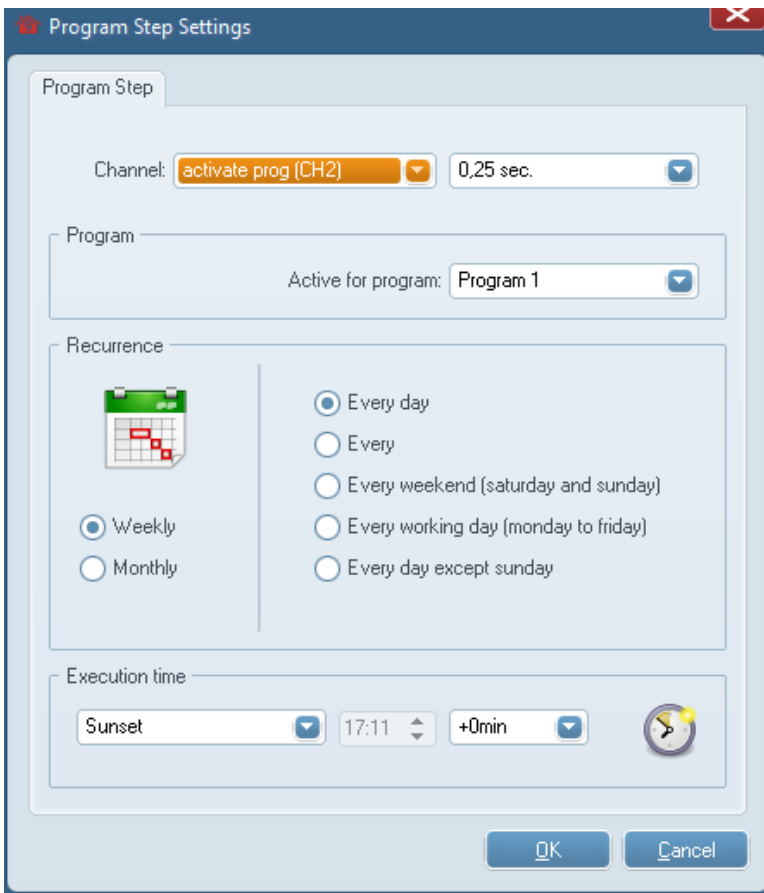 Program Step Settings
Program Step
Channel: activate prog (CH2) 0,25 sec.
Program
Active for program: Program 1
Recurrence
Every day
Every
Every weekend (saturday and sunday)
Weekly Every working day (monday to friday)
Monthly Every day except sunday
Execution time
Sunset 17:11 +0min
OK Cancel